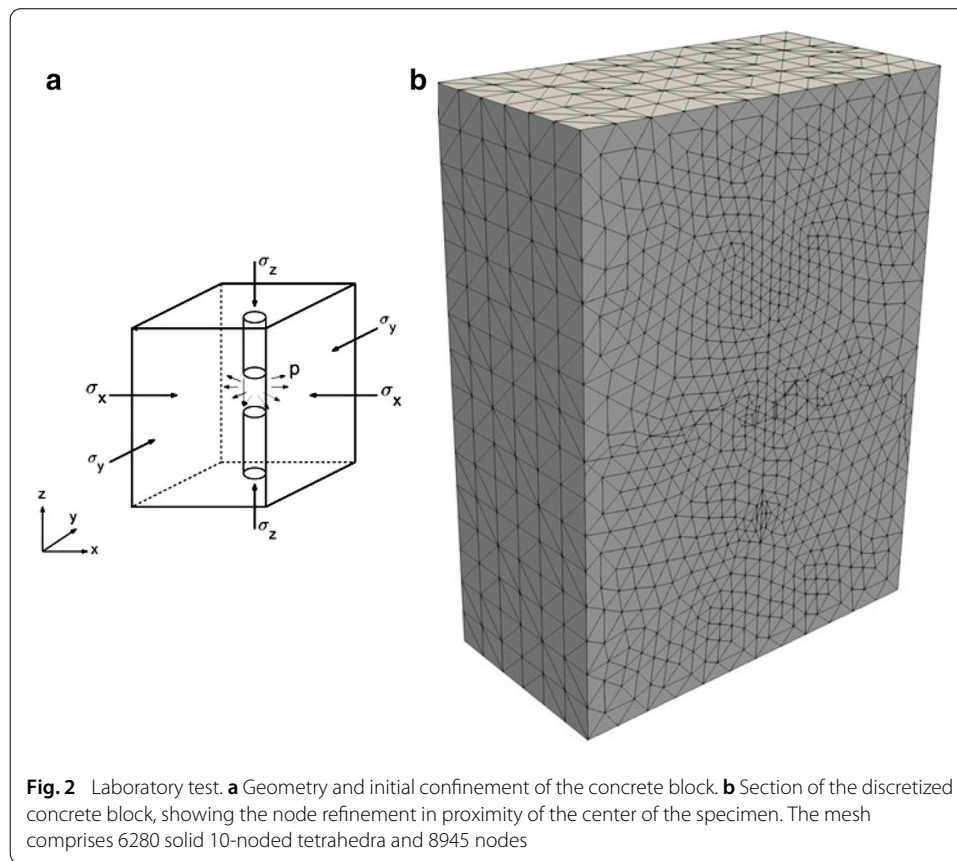 a
b
σz
σy
p
σx
σx
σy
σz
z
y
x
Fig. 2 Laboratory test. a Geometry and initial confinement of the concrete block. b Section of the discretized
concrete block, showing the node refinement in proximity of the center of the specimen. The mesh
comprises 6280 solid 10-noded tetrahedra and 8945 nodes